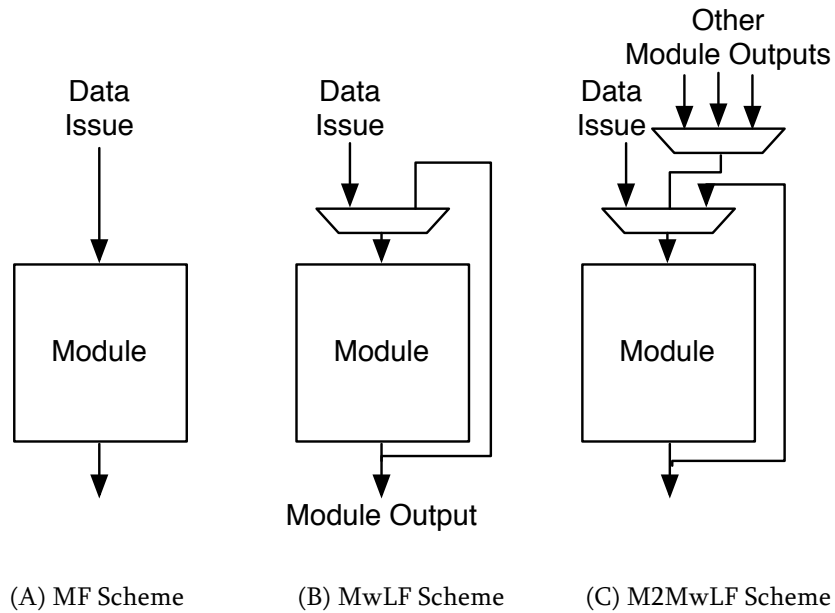 Data
Issue
Module
(A) MF Scheme
Data
Issue
Module
Module Output
(B) MwLF Scheme
Other
Module Outputs
Data
Issue
Module
(C) M2MwLF Scheme